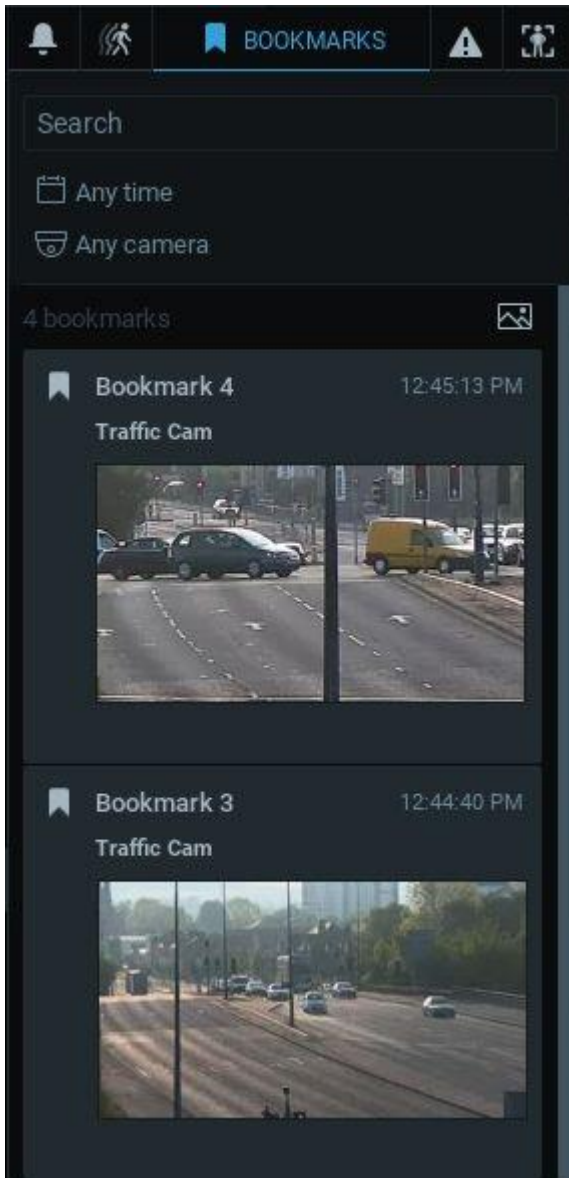 BOOKMARKS
Search
Any time
Any camera
4 bookmarks
Bookmark 4 12:45:13 PM
Traffic Cam
Bookmark 3 12:44:40 PM
Traffic Cam